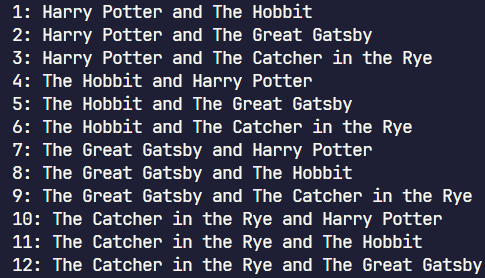 1: Harry Potter and The Hobbit
2: Harry Potter and The Great Gatsby
3: Harry Potter and The Catcher in the Rye
4: The Hobbit and Harry Potter
5: The Hobbit and The Great Gatsby
6: The Hobbit and The Catcher in the Rye
7: The Great Gatsby and Harry Potter
8: The Great Gatsby and The Hobbit
9: The Great Gatsby and The Catcher in the Rye
10: The Catcher in the Rye and Harry Potter
11: The Catcher in the Rye and The Hobbit
12: The Catcher in the Rye and The Great Gatsby